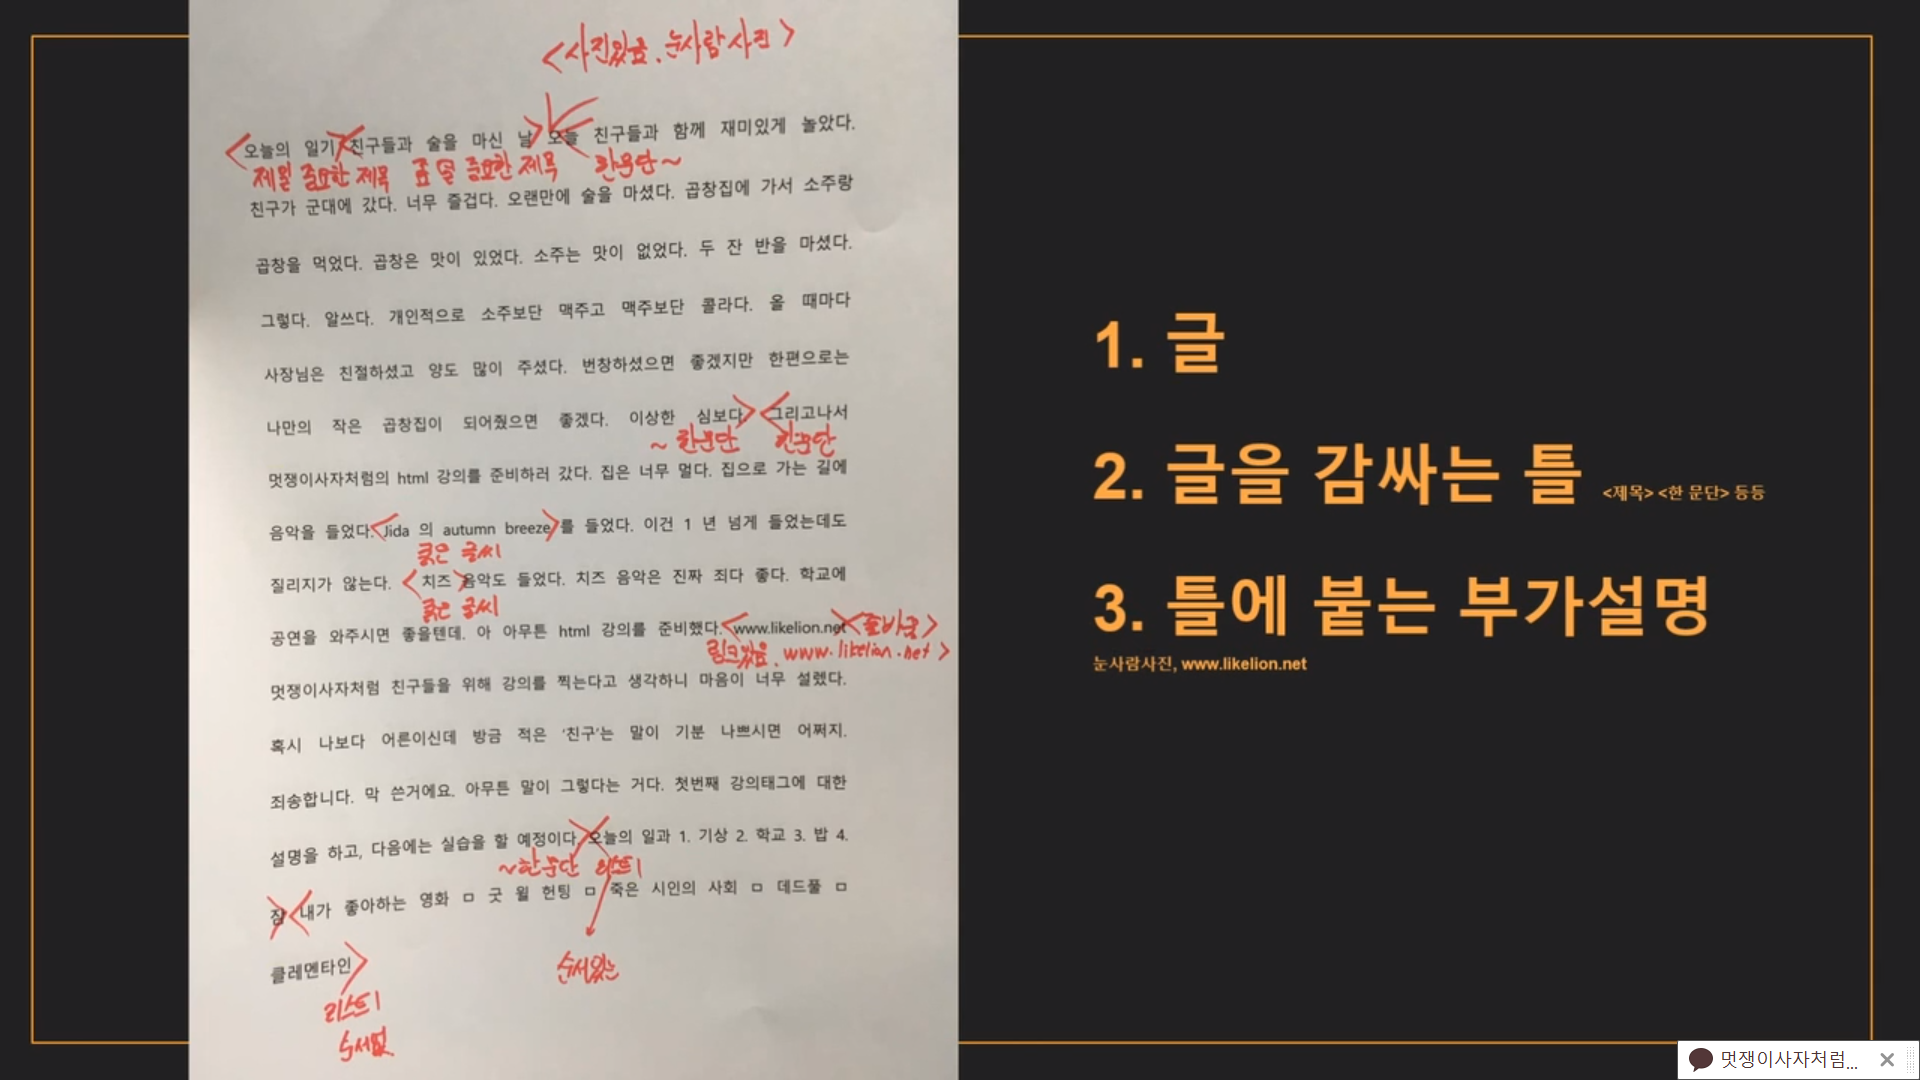 <사진있음. 눈사람 사진>
오늘의 일기 친구들과 술을 마신 날 오늘 친구들과 함께 재미있게 놀았다.
제일 중요한 제목 쪼끔 중요한 제목 한문단~
친구가 군대에 갔다. 너무 즐겁다. 오랜만에 술을 마셨다. 곱창집에 가서 소주랑
곱창을 먹었다. 곱창은 맛이 있었다. 소주는 맛이 없었다. 두 잔 반을 마셨다.
그렇다. 알쓰다. 개인적으로 소주보단 맥주고 맥주보단 콜라다. 올 때마다
사장님은 친절하셨고 양도 많이 주셨다. 번창하셨으면 좋겠지만 한편으로는
나만의 작은 곱창집이 되어줬으면 좋겠다. 이상한 심보다. 그리고나서
~한문단 한문단
멋쟁이사자처럼의 html 강의를 준비하러 갔다. 집은 너무 멀다. 집으로 가는 길에
음악을 들었다. <Jida 의 autumn breeze>를 들었다. 이건 1 년 넘게 들었는데도
굵은 글씨
질리지가 않는다. <치즈> 음악도 들었다. 치즈 음악은 진짜 죄다 좋다. 학교에
굵은 글씨
공연을 와주시면 좋을텐데. 아 아무튼 html 강의를 준비했다. <www.likelion.net <줄바꿈>
링크있음. www.likelion.net>
멋쟁이사자처럼 친구들을 위해 강의를 찍는다고 생각하니 마음이 너무 설렜다.
혹시 나보다 어른이신데 방금 적은 '친구'는 말이 기분 나쁘시면 어쩌지.
죄송합니다. 막 쓴거에요. 아무튼 말이 그렇다는 거다. 첫번째 강의태그에 대한
설명을 하고, 다음에는 실습을 할 예정이다. 오늘의 일과 1. 기상 2. 학교 3. 밥 4.
~한문단 리스트
잠 내가 좋아하는 영화 ㅁ 굿 윌 헌팅 ㅁ 죽은 시인의 사회 ㅁ 데드풀 ㅁ
클레멘타인
순서있는
리스트
순서없
1. 글
2. 글을 감싸는 틀 <제목> <한 문단> 등등
3. 틀에 붙는 부가설명
눈사람사진, www.likelion.net
멋쟁이사자처럼...